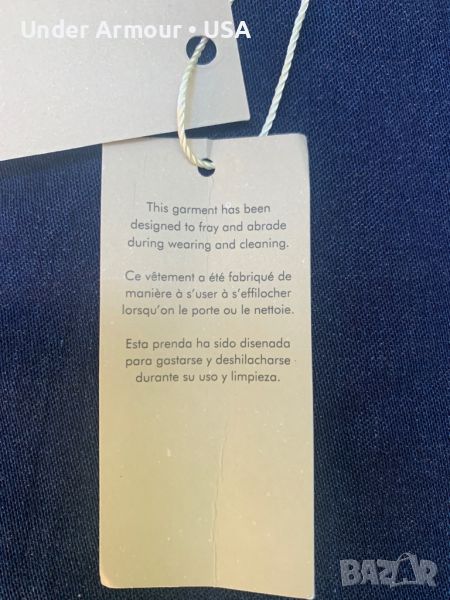 Under Armour • USA
This garment has been
designed to fray and abrade
during wearing and cleaning.
Ce vêtement a été fabriqué de
manière à s'user à s'effilocher
lorsqu'on le porte ou le nettoie.
Esta prenda ha sido disenada
para gastarse y deshilacharse
durante su uso y limpieza.
BAZAR